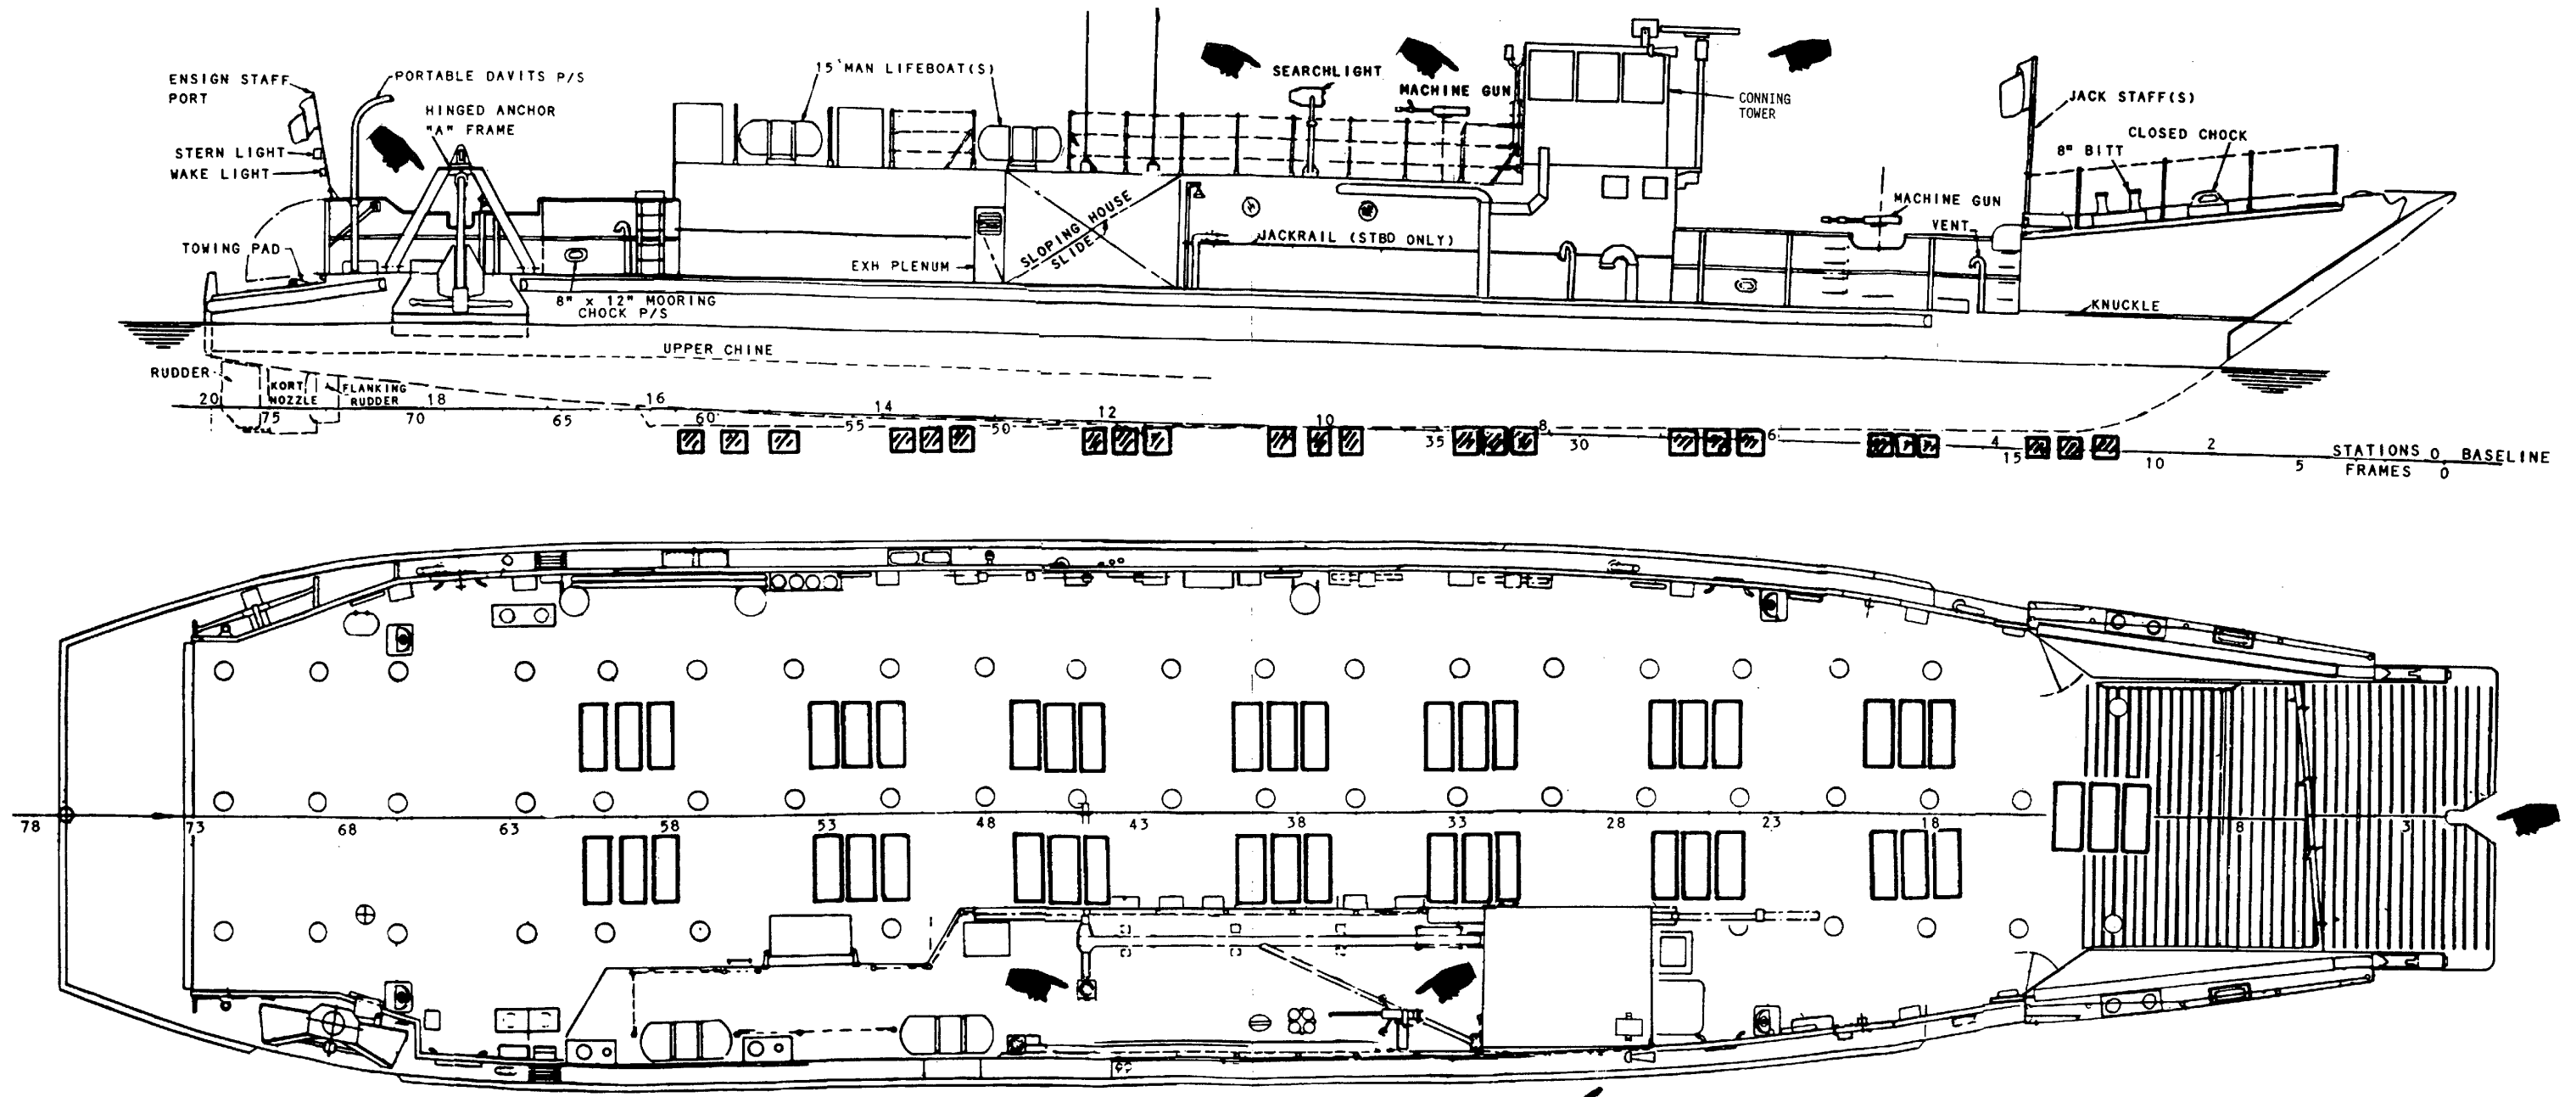 ENSIGN STAFF
PORT
PORTABLE DAVITS P/S
HINGED ANCHOR
"A" FRAME
STERN LIGHT
WAKE LIGHT
TOWING PAD
15 MAN LIFEBOAT(S)
SEARCHLIGHT
MACHINE GUN
CONNING
TOWER
JACK STAFF(S)
CLOSED CHOCK
8" BITT
MACHINE GUN
VENT
KNUCKLE
SLOPING HOUSE
SLIDE
JACKRAIL (STBD ONLY)
EXH PLENUM
8" x 12" MOORING
CHOCK P/S
UPPER CHINE
RUDDER
KORT
NOZZLE
FLANKING
RUDDER
20 18 16 14 12 10 8 6 4 2 STATIONS 0 BASELINE
75 70 65 60 55 50 35 30 15 10 5 FRAMES 0
78 73 68 63 58 53 48 43 38 33 28 23 18 8 3